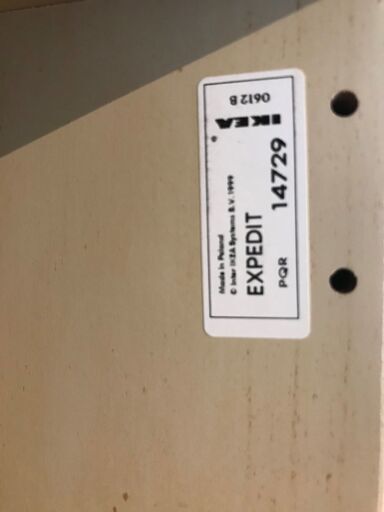 Made in Poland
© Inter IKEA Systems B.V. 1999
EXPEDIT
PQR 14729
IKEA
0612 B